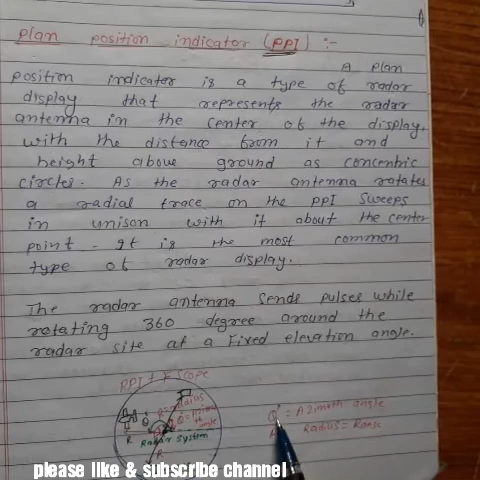 plan position indicator (PPI) :-
A plan
position indicator is a type of radar
display that represents the radar
antenna in the center of the display,
with the distance from it and
height above ground as concentric
circles. As the radar antenna rotates
a radial trace on the PPI sweeps
in unison with it about the center
point. It is the most common
type of radar display.
The radar antenna sends pulses while
rotating 360 degree around the
radar site at a Fixed elevation angle.
PPI + F SCOPE
R = radius
Radar system
R
R
= Azimoth angle
Radius = Range
please like & subscribe channel